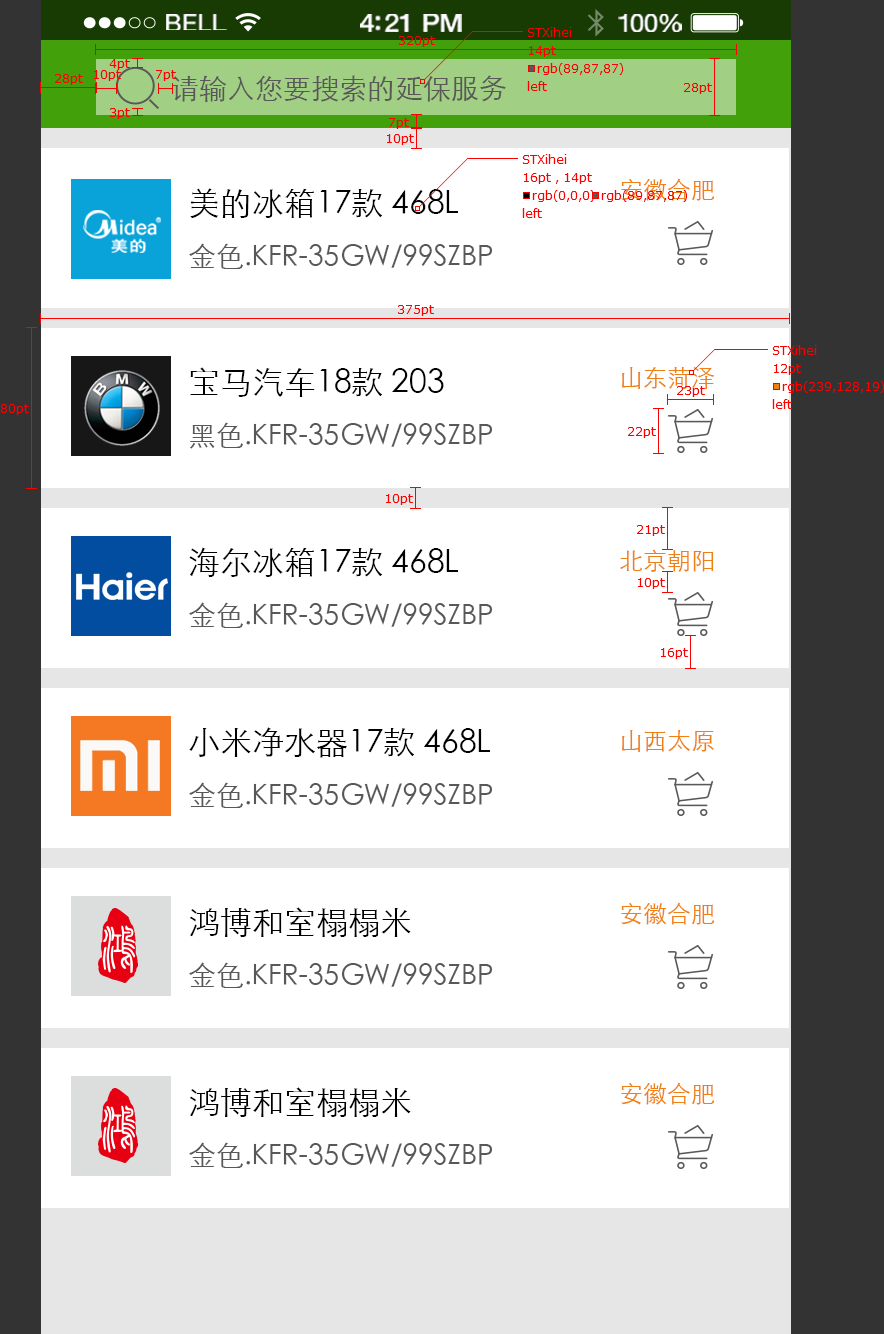 BELL 4:21 PM 100%
320pt
STXihei
14pt
rgb(89,87,87)
left
28pt
10pt
4pt
7pt
3pt
请输入您要搜索的延保服务
28pt
7pt
10pt
STXihei
16pt , 14pt
rgb(0,0,0) rgb(89,87,87)
left
Midea
美的
美的冰箱17款 468L
安徽合肥
金色.KFR-35GW/99SZBP
375pt
80pt
BMW
宝马汽车18款 203
山东菏泽
黑色.KFR-35GW/99SZBP
STXihei
12pt
rgb(239,128,19)
left
23pt
22pt
10pt
21pt
Haier
海尔冰箱17款 468L
北京朝阳
10pt
金色.KFR-35GW/99SZBP
16pt
mi
小米净水器17款 468L
山西太原
金色.KFR-35GW/99SZBP
鸿
鸿博和室榻榻米
安徽合肥
金色.KFR-35GW/99SZBP
鸿
鸿博和室榻榻米
安徽合肥
金色.KFR-35GW/99SZBP